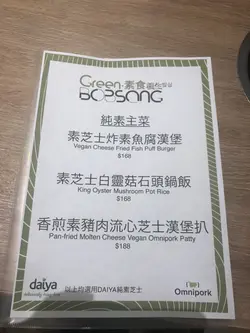 Green·素食
BOBSONG
純素主菜
素芝士炸素魚腐漢堡
Vegan Cheese Fried Fish Puff Burger
$168
素芝士白靈菇石頭鍋飯
King Oyster Mushroom Pot Rice
$168
香煎素豬肉流心芝士漢堡扒
Pan-fried Molten Cheese Vegan Omnipork Patty
$188
daiya
以上均選用DAIYA純素芝士
Omnipork